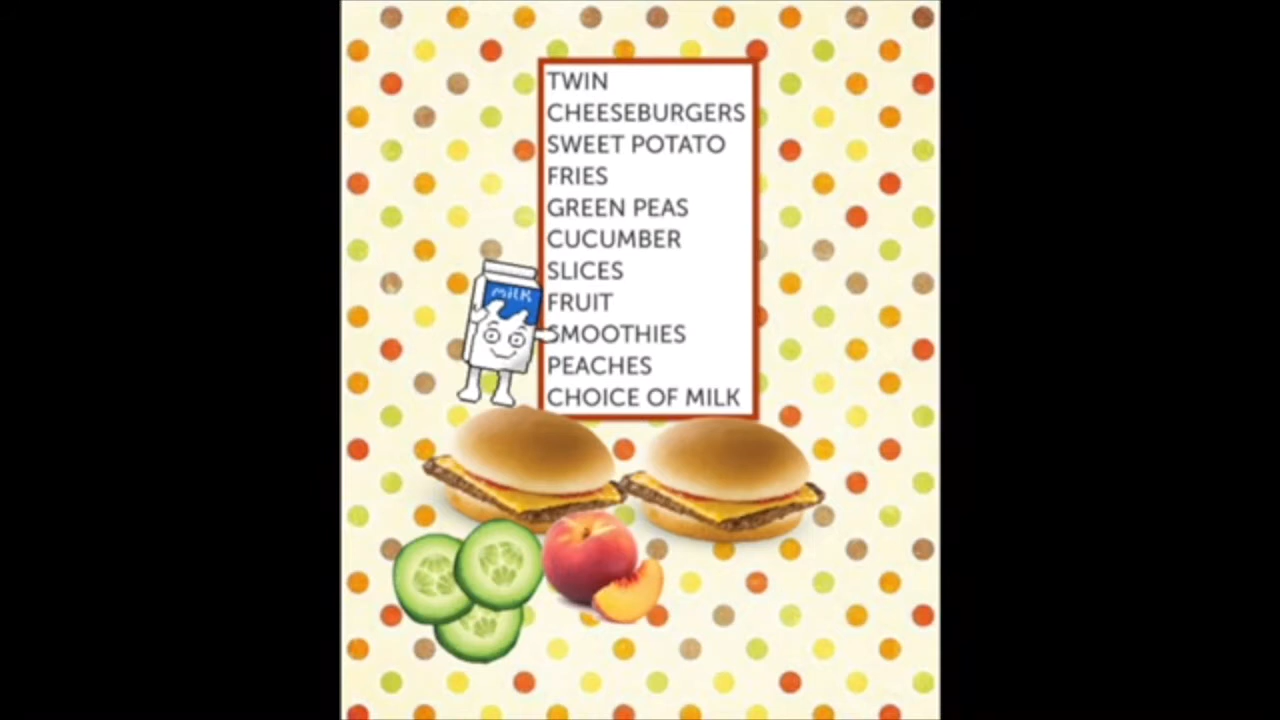 TWIN
CHEESEBURGERS
SWEET POTATO
FRIES
GREEN PEAS
CUCUMBER
SLICES
FRUIT
SMOOTHIES
PEACHES
CHOICE OF MILK
MILK